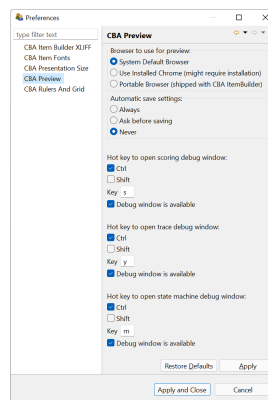 Preferences
type filter text
CBA Item Builder XLIFF
CBA Item Fonts
CBA Presentation Size
CBA Preview
CBA Rulers And Grid
CBA Preview
Browser to use for preview:
System Default Browser
Use Installed Chrome (might require installation)
Portable Browser (shipped with CBA ItemBuilder)
Automatic save settings:
Always
Ask before saving
Never
Hot key to open scoring debug window:
Ctrl
Shift
Key s
Debug window is available
Hot key to open trace debug window:
Ctrl
Shift
Key y
Debug window is available
Hot key to open state machine debug window:
Ctrl
Shift
Key m
Debug window is available
Restore Defaults Apply
Apply and Close Cancel